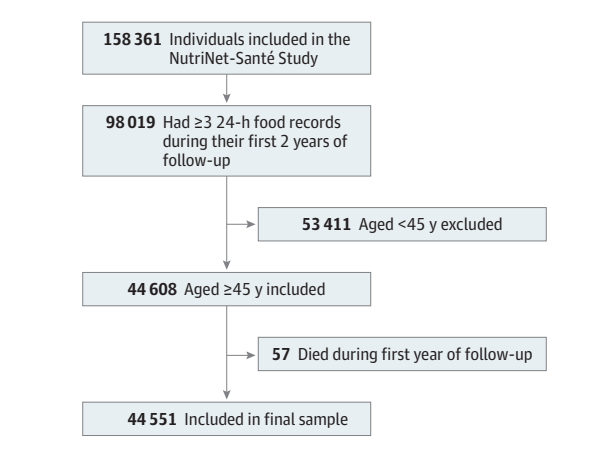 158 361 Individuals included in the
NutriNet-Santé Study
98 019 Had ≥3 24-h food records
during their first 2 years of
follow-up
53 411 Aged <45 y excluded
44 608 Aged ≥45 y included
57 Died during first year of follow-up
44 551 Included in final sample